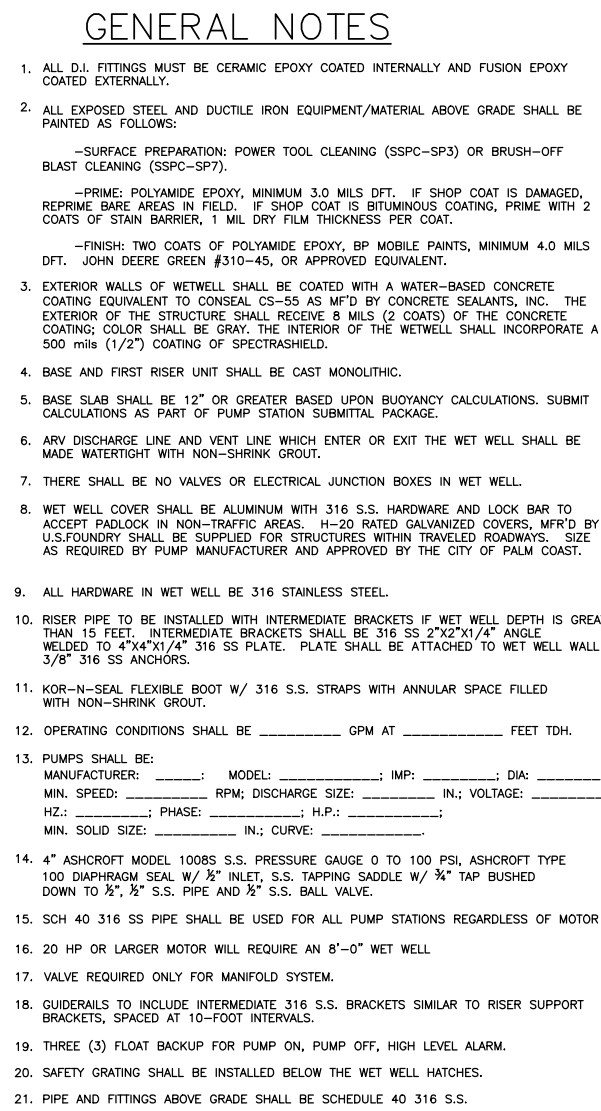 GENERAL NOTES
1. ALL D.I. FITTINGS MUST BE CERAMIC EPOXY COATED INTERNALLY AND FUSION EPOXY
COATED EXTERNALLY.
2. ALL EXPOSED STEEL AND DUCTILE IRON EQUIPMENT/MATERIAL ABOVE GRADE SHALL BE
PAINTED AS FOLLOWS:
-SURFACE PREPARATION: POWER TOOL CLEANING (SSPC-SP3) OR BRUSH-OFF
BLAST CLEANING (SSPC-SP7).
-PRIME: POLYAMIDE EPOXY, MINIMUM 3.0 MILS DFT. IF SHOP COAT IS DAMAGED,
REPRIME BARE AREAS IN FIELD. IF SHOP COAT IS BITUMINOUS COATING, PRIME WITH 2
COATS OF STAIN BARRIER, 1 MIL DRY FILM THICKNESS PER COAT.
-FINISH: TWO COATS OF POLYAMIDE EPOXY, BP MOBILE PAINTS, MINIMUM 4.0 MILS
DFT. JOHN DEERE GREEN #310-45, OR APPROVED EQUIVALENT.
3. EXTERIOR WALLS OF WETWELL SHALL BE COATED WITH A WATER-BASED CONCRETE
COATING EQUIVALENT TO CONSEAL CS-55 AS MF'D BY CONCRETE SEALANTS, INC. THE
EXTERIOR OF THE STRUCTURE SHALL RECEIVE 8 MILS (2 COATS) OF THE CONCRETE
COATING; COLOR SHALL BE GRAY. THE INTERIOR OF THE WETWELL SHALL INCORPORATE A
500 mils (1/2") COATING OF SPECTRASHIELD.
4. BASE AND FIRST RISER UNIT SHALL BE CAST MONOLITHIC.
5. BASE SLAB SHALL BE 12" OR GREATER BASED UPON BUOYANCY CALCULATIONS. SUBMIT
CALCULATIONS AS PART OF PUMP STATION SUBMITTAL PACKAGE.
6. ARV DISCHARGE LINE AND VENT LINE WHICH ENTER OR EXIT THE WET WELL SHALL BE
MADE WATERTIGHT WITH NON-SHRINK GROUT.
7. THERE SHALL BE NO VALVES OR ELECTRICAL JUNCTION BOXES IN WET WELL.
8. WET WELL COVER SHALL BE ALUMINUM WITH 316 S.S. HARDWARE AND LOCK BAR TO
ACCEPT PADLOCK IN NON-TRAFFIC AREAS. H-20 RATED GALVANIZED COVERS, MFR'D BY
U.S.FOUNDRY SHALL BE SUPPLIED FOR STRUCTURES WITHIN TRAVELED ROADWAYS. SIZE
AS REQUIRED BY PUMP MANUFACTURER AND APPROVED BY THE CITY OF PALM COAST.
9. ALL HARDWARE IN WET WELL BE 316 STAINLESS STEEL.
10. RISER PIPE TO BE INSTALLED WITH INTERMEDIATE BRACKETS IF WET WELL DEPTH IS GREA
THAN 15 FEET. INTERMEDIATE BRACKETS SHALL BE 316 SS 2"X2"X1/4" ANGLE
WELDED TO 4"X4"X1/4" 316 SS PLATE. PLATE SHALL BE ATTACHED TO WET WELL WALL
3/8" 316 SS ANCHORS.
11. KOR-N-SEAL FLEXIBLE BOOT W/ 316 S.S. STRAPS WITH ANNULAR SPACE FILLED
WITH NON-SHRINK GROUT.
12. OPERATING CONDITIONS SHALL BE _________ GPM AT ___________ FEET TDH.
13. PUMPS SHALL BE:
MANUFACTURER: _____: MODEL: ___________; IMP: ________; DIA: _______
MIN. SPEED: _________ RPM; DISCHARGE SIZE: ________ IN.; VOLTAGE: ________
HZ.: ________; PHASE: __________; H.P.: __________;
MIN. SOLID SIZE: _________ IN.; CURVE: ___________.
14. 4" ASHCROFT MODEL 1008S S.S. PRESSURE GAUGE 0 TO 100 PSI, ASHCROFT TYPE
100 DIAPHRAGM SEAL W/ ½" INLET, S.S. TAPPING SADDLE W/ ¾" TAP BUSHED
DOWN TO ½", ½" S.S. PIPE AND ½" S.S. BALL VALVE.
15. SCH 40 316 SS PIPE SHALL BE USED FOR ALL PUMP STATIONS REGARDLESS OF MOTOR
16. 20 HP OR LARGER MOTOR WILL REQUIRE AN 8'-0" WET WELL
17. VALVE REQUIRED ONLY FOR MANIFOLD SYSTEM.
18. GUIDERAILS TO INCLUDE INTERMEDIATE 316 S.S. BRACKETS SIMILAR TO RISER SUPPORT
BRACKETS, SPACED AT 10-FOOT INTERVALS.
19. THREE (3) FLOAT BACKUP FOR PUMP ON, PUMP OFF, HIGH LEVEL ALARM.
20. SAFETY GRATING SHALL BE INSTALLED BELOW THE WET WELL HATCHES.
21. PIPE AND FITTINGS ABOVE GRADE SHALL BE SCHEDULE 40 316 S.S.